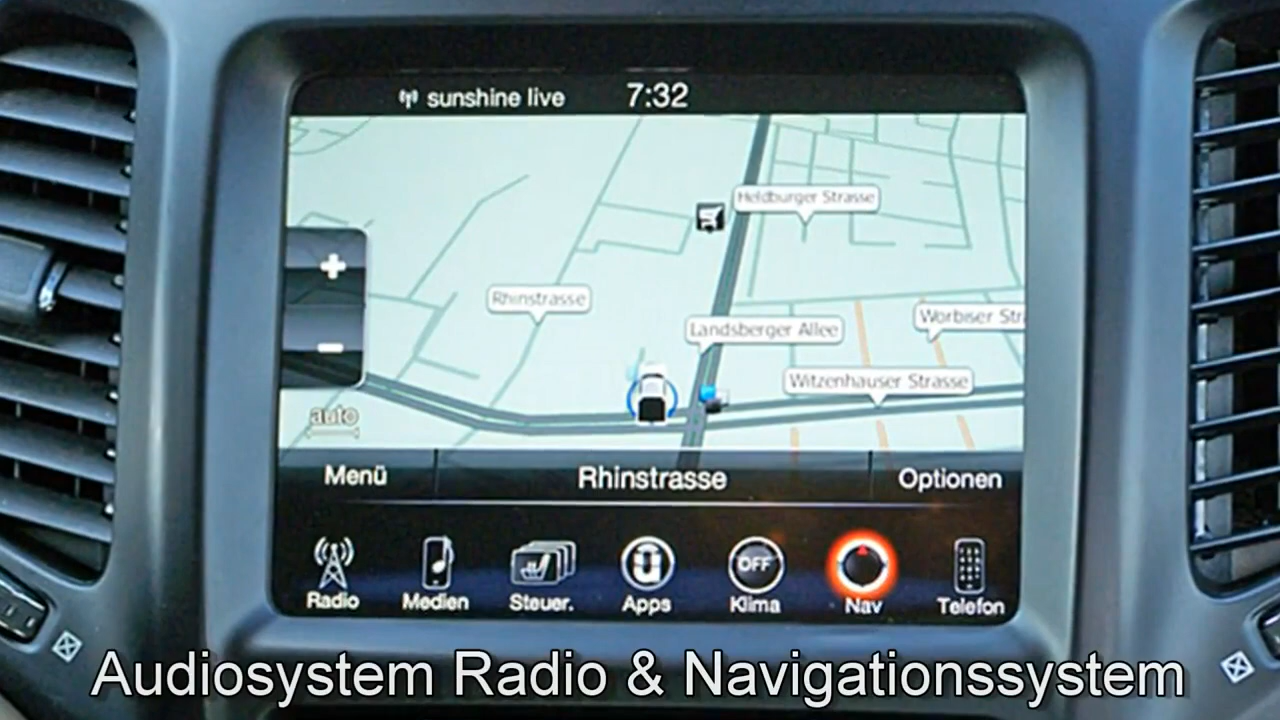 sunshine live 7:32
Heldburger Strasse
Rhinstrasse
Landsberger Allee
Worbiser Str
Witzenhauser Strasse
auto
Menü Rhinstrasse Optionen
OFF
Radio Medien Steuer. Apps Klima Nav Telefon
Audiosystem Radio & Navigationssystem